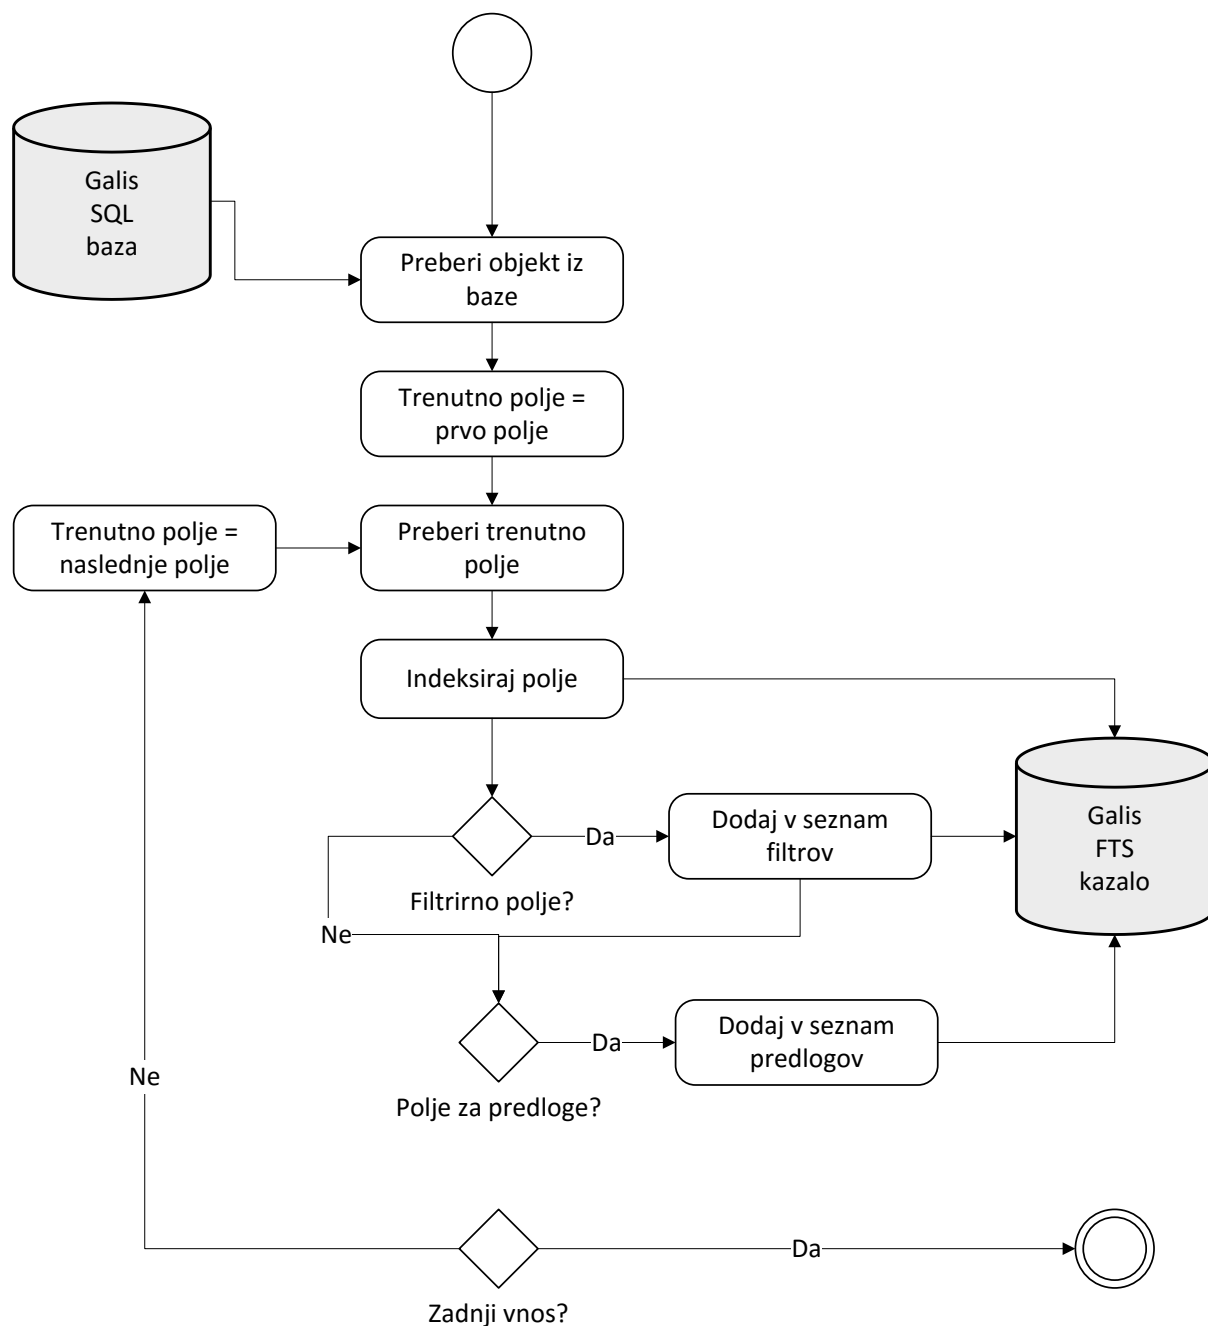 Galis
SQL
baza
Preberi objekt iz
baze
Trenutno polje =
prvo polje
Trenutno polje =
naslednje polje
Preberi trenutno
polje
Indeksiraj polje
Galis
FTS
kazalo
Da
Dodaj v seznam
filtrov
Filtrirno polje?
Ne
Da
Dodaj v seznam
predlogov
Polje za predloge?
Ne
Da
Zadnji vnos?